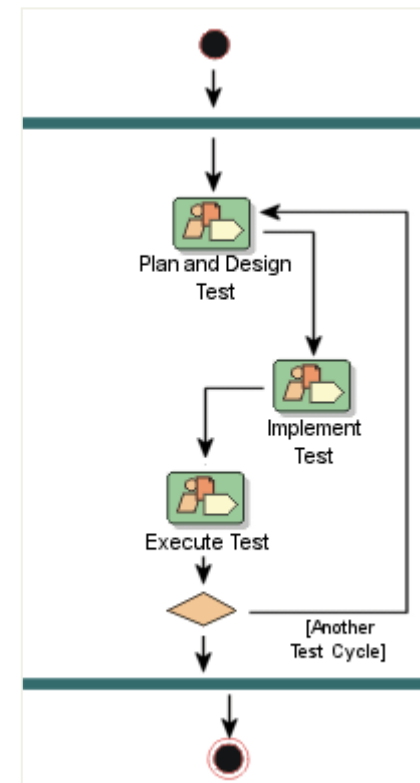 Plan and Design
Test
Implement
Test
Execute Test
[Another
Test Cycle]